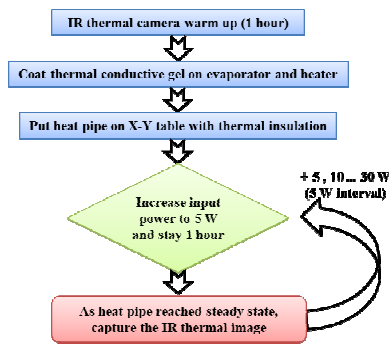 IR thermal camera warm up (1 hour)
Coat thermal conductive gel on evaporator and heater
Put heat pipe on X-Y table with thermal insulation
+ 5 , 10 ... 30 W
(5 W interval)
Increase input
power to 5 W
and stay 1 hour
As heat pipe reached steady state,
capture the IR thermal image